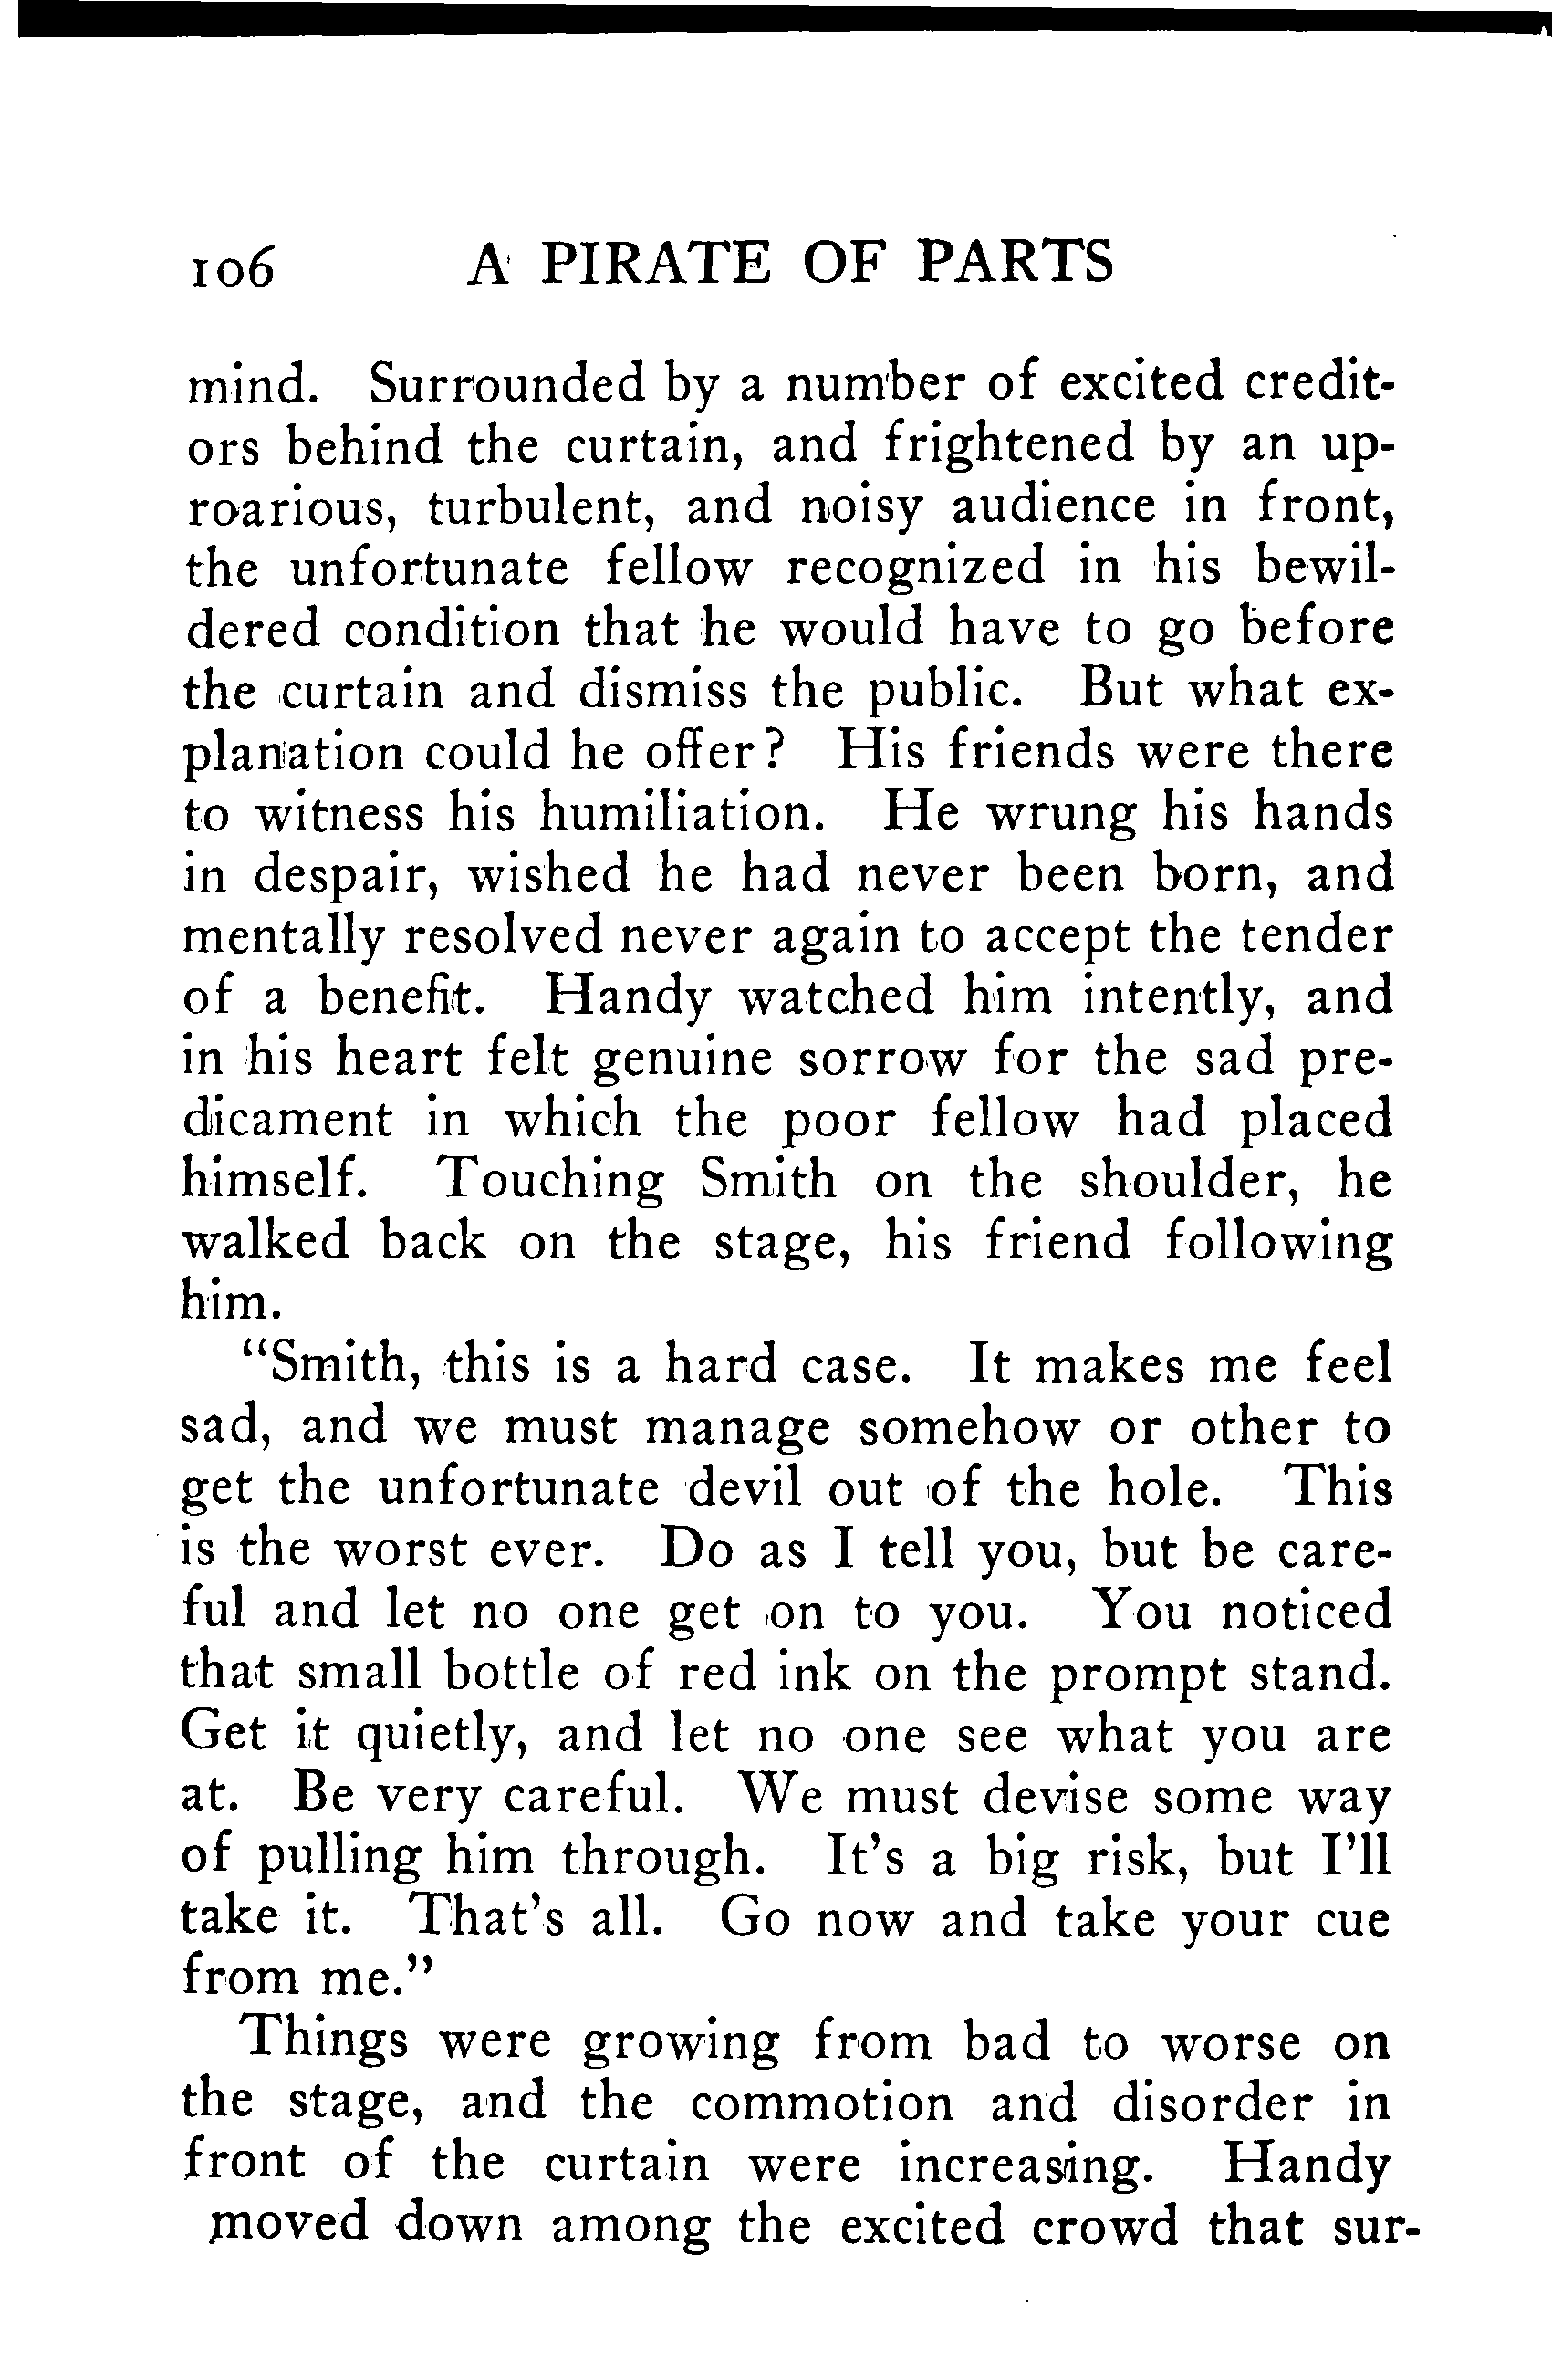 106 A PIRATE OF PARTS
mind. Surrounded by a number of excited credit-
ors behind the curtain, and frightened by an up-
roarious, turbulent, and noisy audience in front,
the unfortunate fellow recognized in his bewil-
dered condition that he would have to go before
the curtain and dismiss the public. But what ex-
planation could he offer? His friends were there
to witness his humiliation. He wrung his hands
in despair, wished he had never been born, and
mentally resolved never again to accept the tender
of a benefit. Handy watched him intently, and
in his heart felt genuine sorrow for the sad pre-
dicament in which the poor fellow had placed
himself. Touching Smith on the shoulder, he
walked back on the stage, his friend following
him.
"Smith, this is a hard case. It makes me feel
sad, and we must manage somehow or other to
get the unfortunate devil out of the hole. This
is the worst ever. Do as I tell you, but be care-
ful and let no one get on to you. You noticed
that small bottle of red ink on the prompt stand.
Get it quietly, and let no one see what you are
at. Be very careful. We must devise some way
of pulling him through. It's a big risk, but I'll
take it. That's all. Go now and take your cue
from me."
Things were growing from bad to worse on
the stage, and the commotion and disorder in
front of the curtain were increasing. Handy
moved down among the excited crowd that sur-